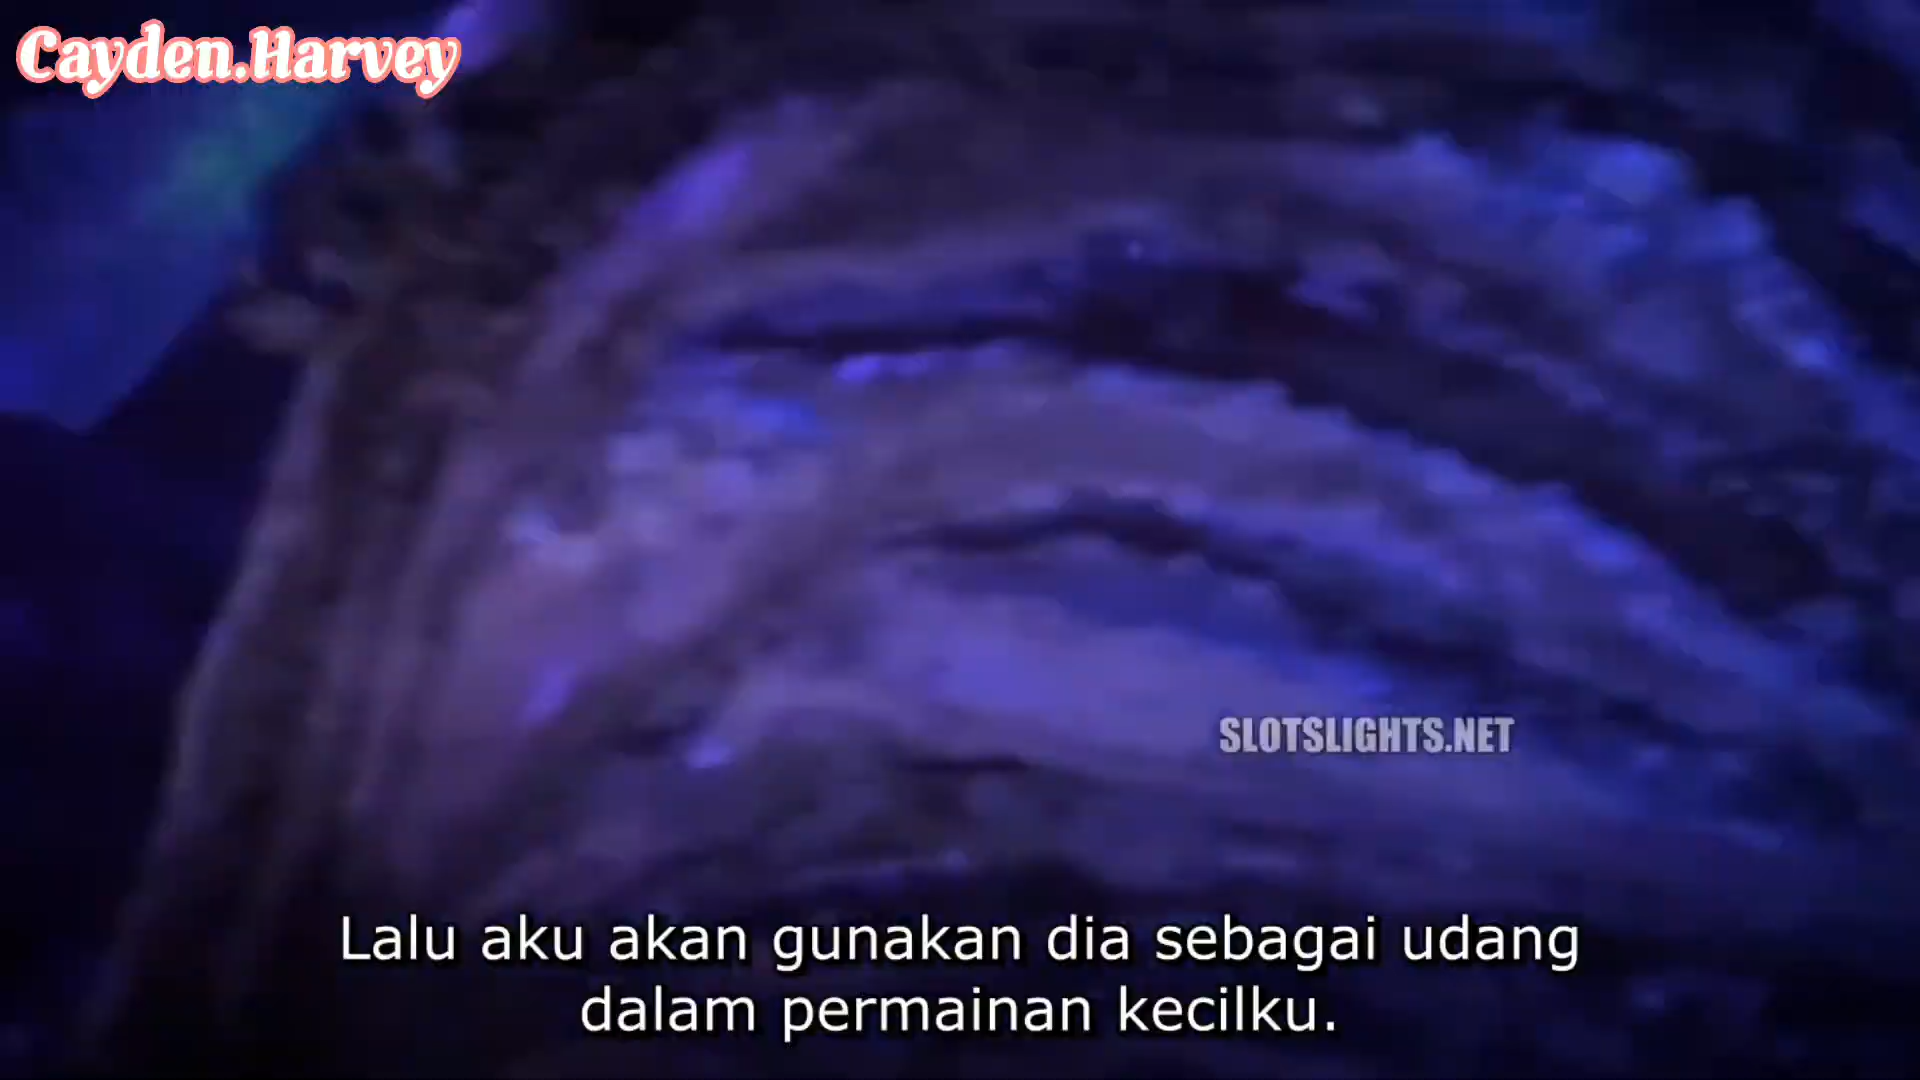 Cayden.Harvey
SLOTSLIGHTS.NET
Lalu aku akan gunakan dia sebagai udang
dalam permainan kecilku.